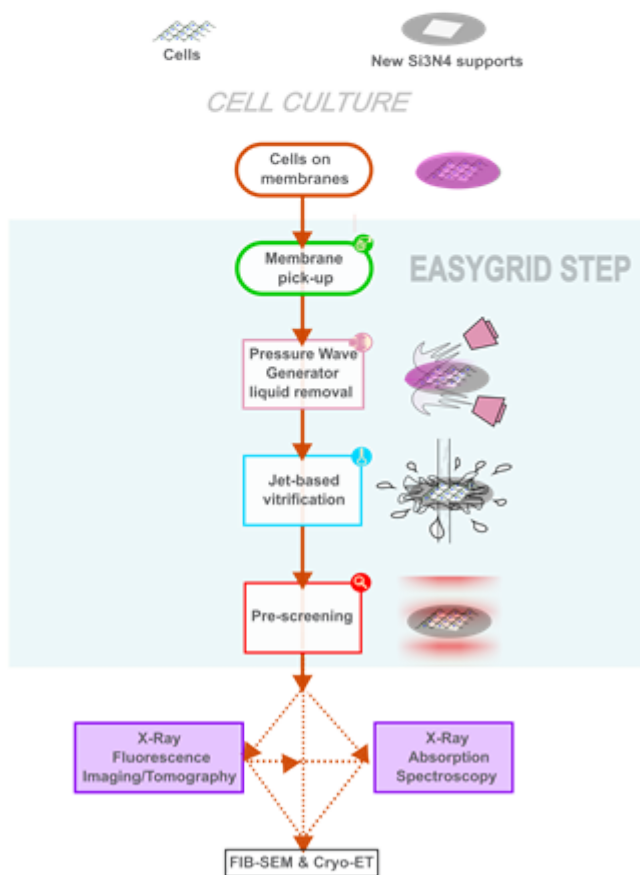 Cells
New Si3N4 supports
CELL CULTURE
Cells on
membranes
Membrane
pick-up
EASYGRID STEP
Pressure Wave
Generator
liquid removal
Jet-based
vitrification
Pre-screening
X-Ray
Fluorescence
Imaging/Tomography
X-Ray
Absorption
Spectroscopy
FIB-SEM & Cryo-ET